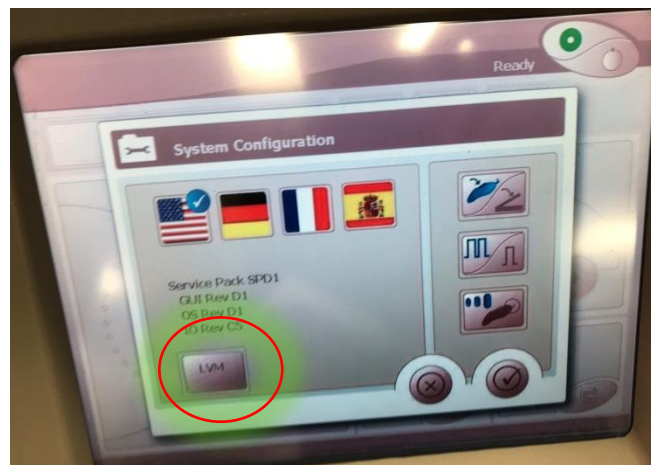 Ready
System Configuration
Service Pack SPD1
GUI Rev D1
OS Rev D1
IO Rev C5
LVM